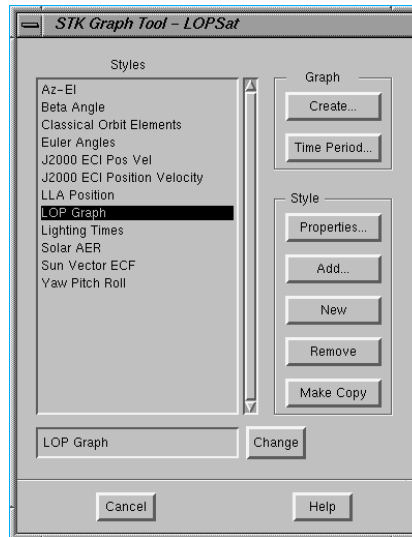 STK Graph Tool – LOPSat
Styles
Az–El
Beta Angle
Classical Orbit Elements
Euler Angles
J2000 ECI Pos Vel
J2000 ECI Position Velocity
LLA Position
LOP Graph
Lighting Times
Solar AER
Sun Vector ECF
Yaw Pitch Roll
Graph
Create...
Time Period...
Style
Properties...
Add...
New
Remove
Make Copy
LOP Graph
Change
Cancel
Help